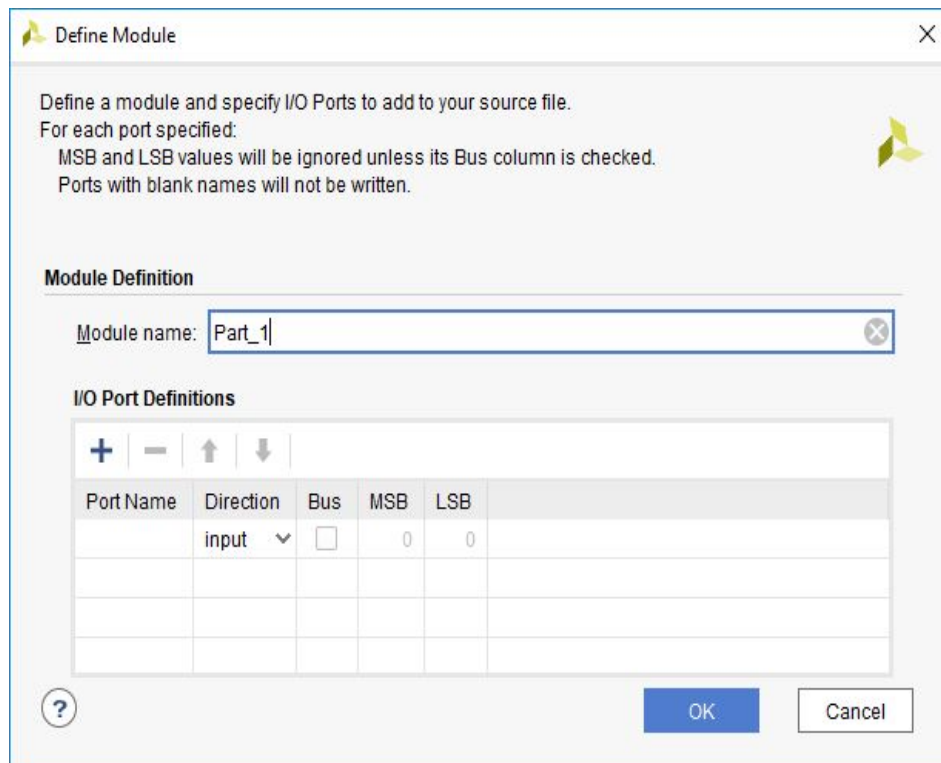 Define Module
Define a module and specify I/O Ports to add to your source file.
For each port specified:
MSB and LSB values will be ignored unless its Bus column is checked.
Ports with blank names will not be written.
Module Definition
Module name: Part_1
I/O Port Definitions
Port Name Direction Bus MSB LSB
input 0 0
? OK Cancel